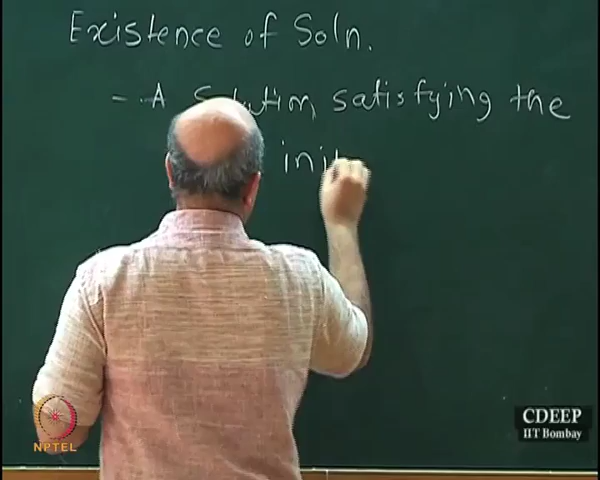 Existence of Soln.
- A Solution satisfying the
init
NPTEL
CDEEP
IIT Bombay